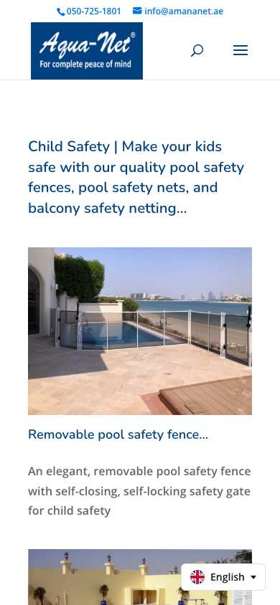 050-725-1801 info@amananet.ae
Aqua-Net®
For complete peace of mind
Child Safety | Make your kids
safe with our quality pool safety
fences, pool safety nets, and
balcony safety netting...
Removable pool safety fence...
An elegant, removable pool safety fence
with self-closing, self-locking safety gate
for child safety
English